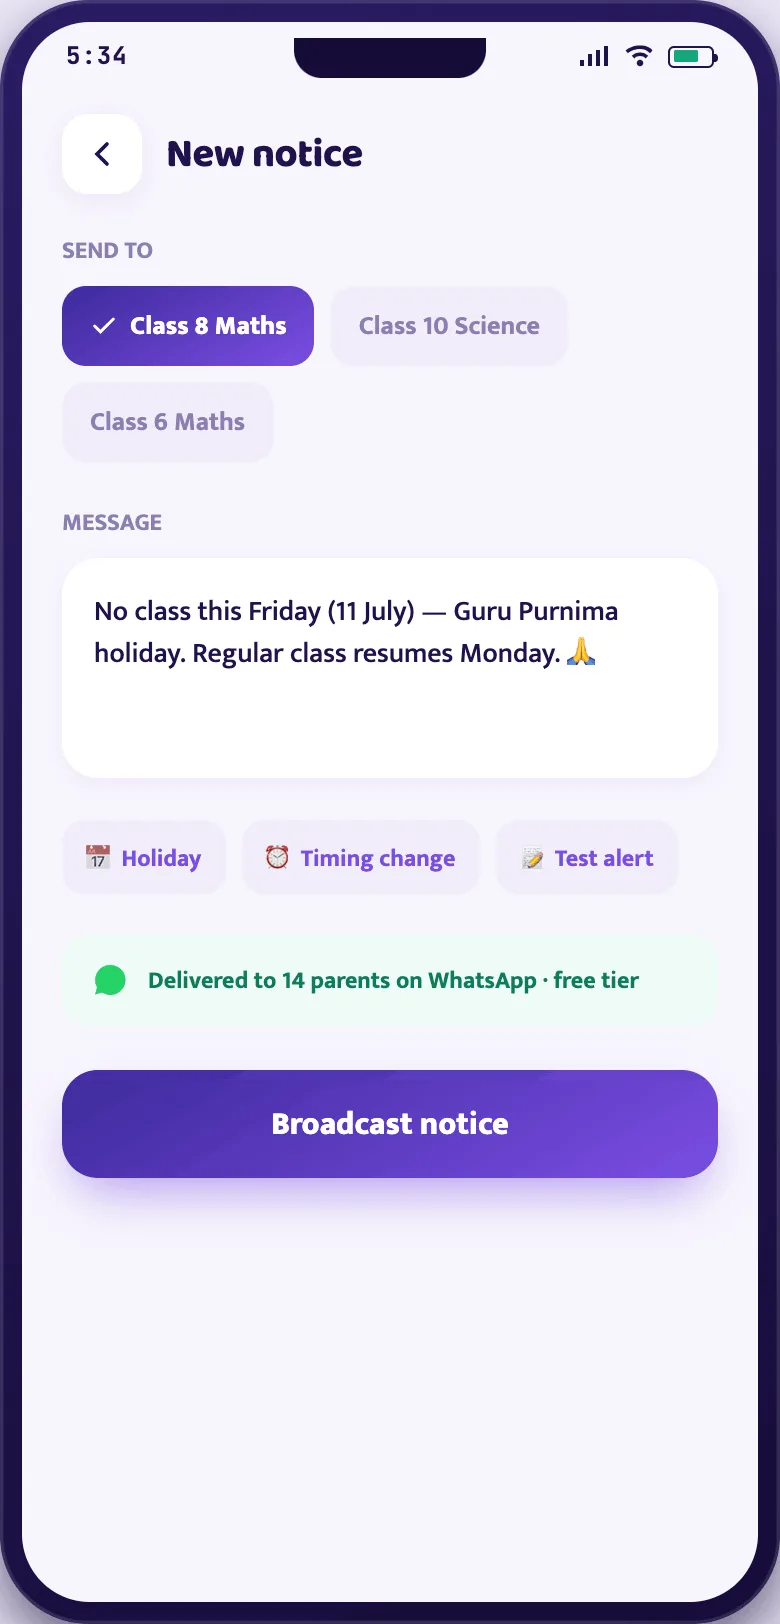 5:34
New notice
SEND TO
Class 8 Maths
Class 10 Science
Class 6 Maths
MESSAGE
No class this Friday (11 July) — Guru Purnima
holiday. Regular class resumes Monday. 🙏
📅 Holiday
⏰ Timing change
📝 Test alert
Delivered to 14 parents on WhatsApp · free tier
Broadcast notice